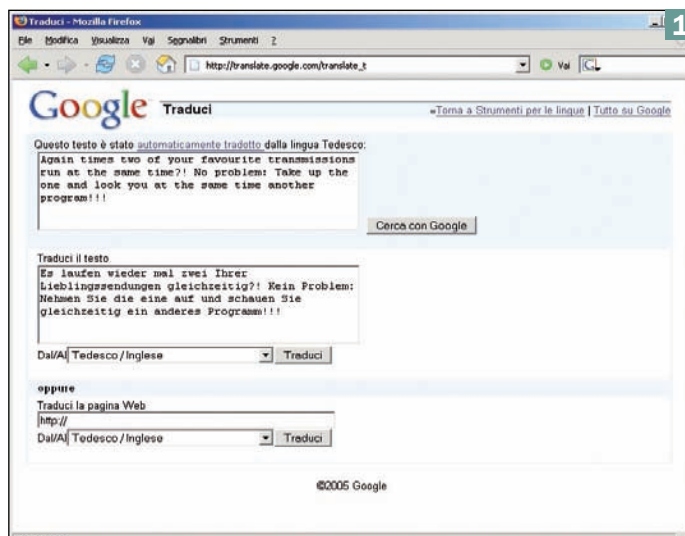 Traduci - Mozilla Firefox
1
File Modifica Visualizza Vai Segnalibri Strumenti ?
http://translate.google.com/translate_t Vai G
Google Traduci »Torna a Strumenti per le lingue | Tutto su Google
Questo testo è stato automaticamente tradotto dalla lingua Tedesco:
Again times two of your favourite transmissions
run at the same time?! No problem: Take up the
one and look you at the same time another
program!!!
Cerca con Google
Traduci il testo
Es laufen wieder mal zwei Ihrer
Lieblingssendungen gleichzeitig?! Kein Problem:
Nehmen Sie die eine auf und schauen Sie
gleichzeitig ein anderes Programm!!!
Dal/Al Tedesco / Inglese Traduci
oppure
Traduci la pagina Web
http://
Dal/Al Tedesco / Inglese Traduci
©2005 Google